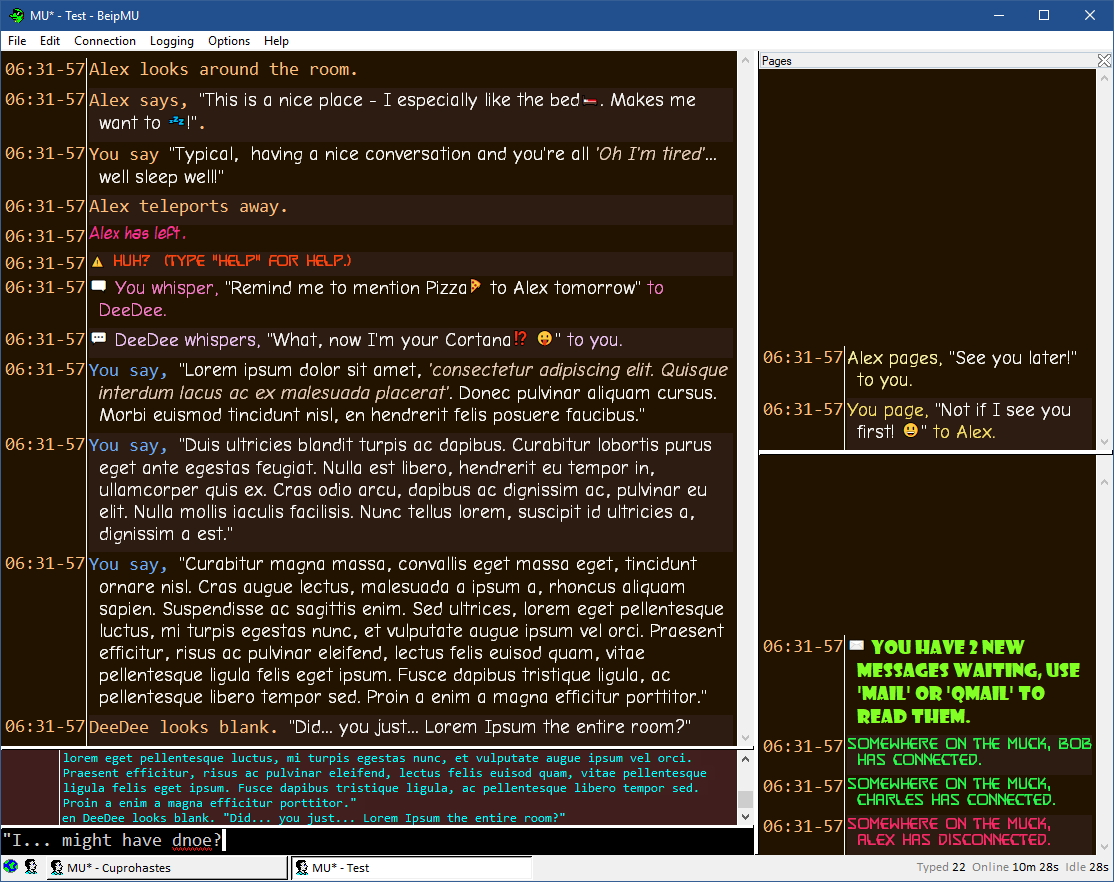 MU* - Test - BeipMU
File Edit Connection Logging Options Help
06:31-57 Alex looks around the room.
06:31-57 Alex says, "This is a nice place - I especially like the bed🛏. Makes me
want to 💤!".
06:31-57 You say "Typical,  having a nice conversation and you're all 'Oh I'm tired'...
well sleep well!"
06:31-57 Alex teleports away.
06:31-57 Alex has left.
06:31-57 ⚠ HUH?  (TYPE "HELP" FOR HELP.)
06:31-57 💬 You whisper, "Remind me to mention Pizza🍕 to Alex tomorrow" to
DeeDee.
06:31-57 💬 DeeDee whispers, "What, now I'm your Cortana⁉ 😛" to you.
06:31-57 You say, "Lorem ipsum dolor sit amet, 'consectetur adipiscing elit. Quisque
interdum lacus ac ex malesuada placerat'. Donec pulvinar aliquam cursus.
Morbi euismod tincidunt nisl, en hendrerit felis posuere faucibus."
06:31-57 You say, "Duis ultricies blandit turpis ac dapibus. Curabitur lobortis purus
eget ante egestas feugiat. Nulla est libero, hendrerit eu tempor in,
ullamcorper quis ex. Cras odio arcu, dapibus ac dignissim ac, pulvinar eu
elit. Nulla mollis iaculis facilisis. Nunc tellus lorem, suscipit id ultricies a,
dignissim a est."
06:31-57 You say, "Curabitur magna massa, convallis eget massa eget, tincidunt
ornare nisl. Cras augue lectus, malesuada a ipsum a, rhoncus aliquam
sapien. Suspendisse ac sagittis enim. Sed ultrices, lorem eget pellentesque
luctus, mi turpis egestas nunc, et vulputate augue ipsum vel orci. Praesent
efficitur, risus ac pulvinar eleifend, lectus felis euisod quam, vitae
pellentesque ligula felis eget ipsum. Fusce dapibus tristique ligula, ac
pellentesque libero tempor sed. Proin a enim a magna efficitur porttitor."
06:31-57 DeeDee looks blank. "Did... you just... Lorem Ipsum the entire room?"
lorem eget pellentesque luctus, mi turpis egestas nunc, et vulputate augue ipsum vel orci.
Praesent efficitur, risus ac pulvinar eleifend, lectus felis euisod quam, vitae pellentesque
ligula felis eget ipsum. Fusce dapibus tristique ligula, ac pellentesque libero tempor sed.
Proin a enim a magna efficitur porttitor."
en DeeDee looks blank. "Did... you just... Lorem Ipsum the entire room?"
"I... might have dnoe?
Pages
06:31-57 Alex pages, "See you later!"
to you.
06:31-57 You page, "Not if I see you
first! 😀" to Alex.
06:31-57 ✉ YOU HAVE 2 NEW
MESSAGES WAITING, USE
'MAIL' OR 'QMAIL' TO
READ THEM.
06:31-57 SOMEWHERE ON THE MUCK, BOB
HAS CONNECTED.
06:31-57 SOMEWHERE ON THE MUCK,
CHARLES HAS CONNECTED.
06:31-57 SOMEWHERE ON THE MUCK,
ALEX HAS DISCONNECTED.
MU* - Cuprohastes
MU* - Test
Typed 22 Online 10m 28s Idle 28s